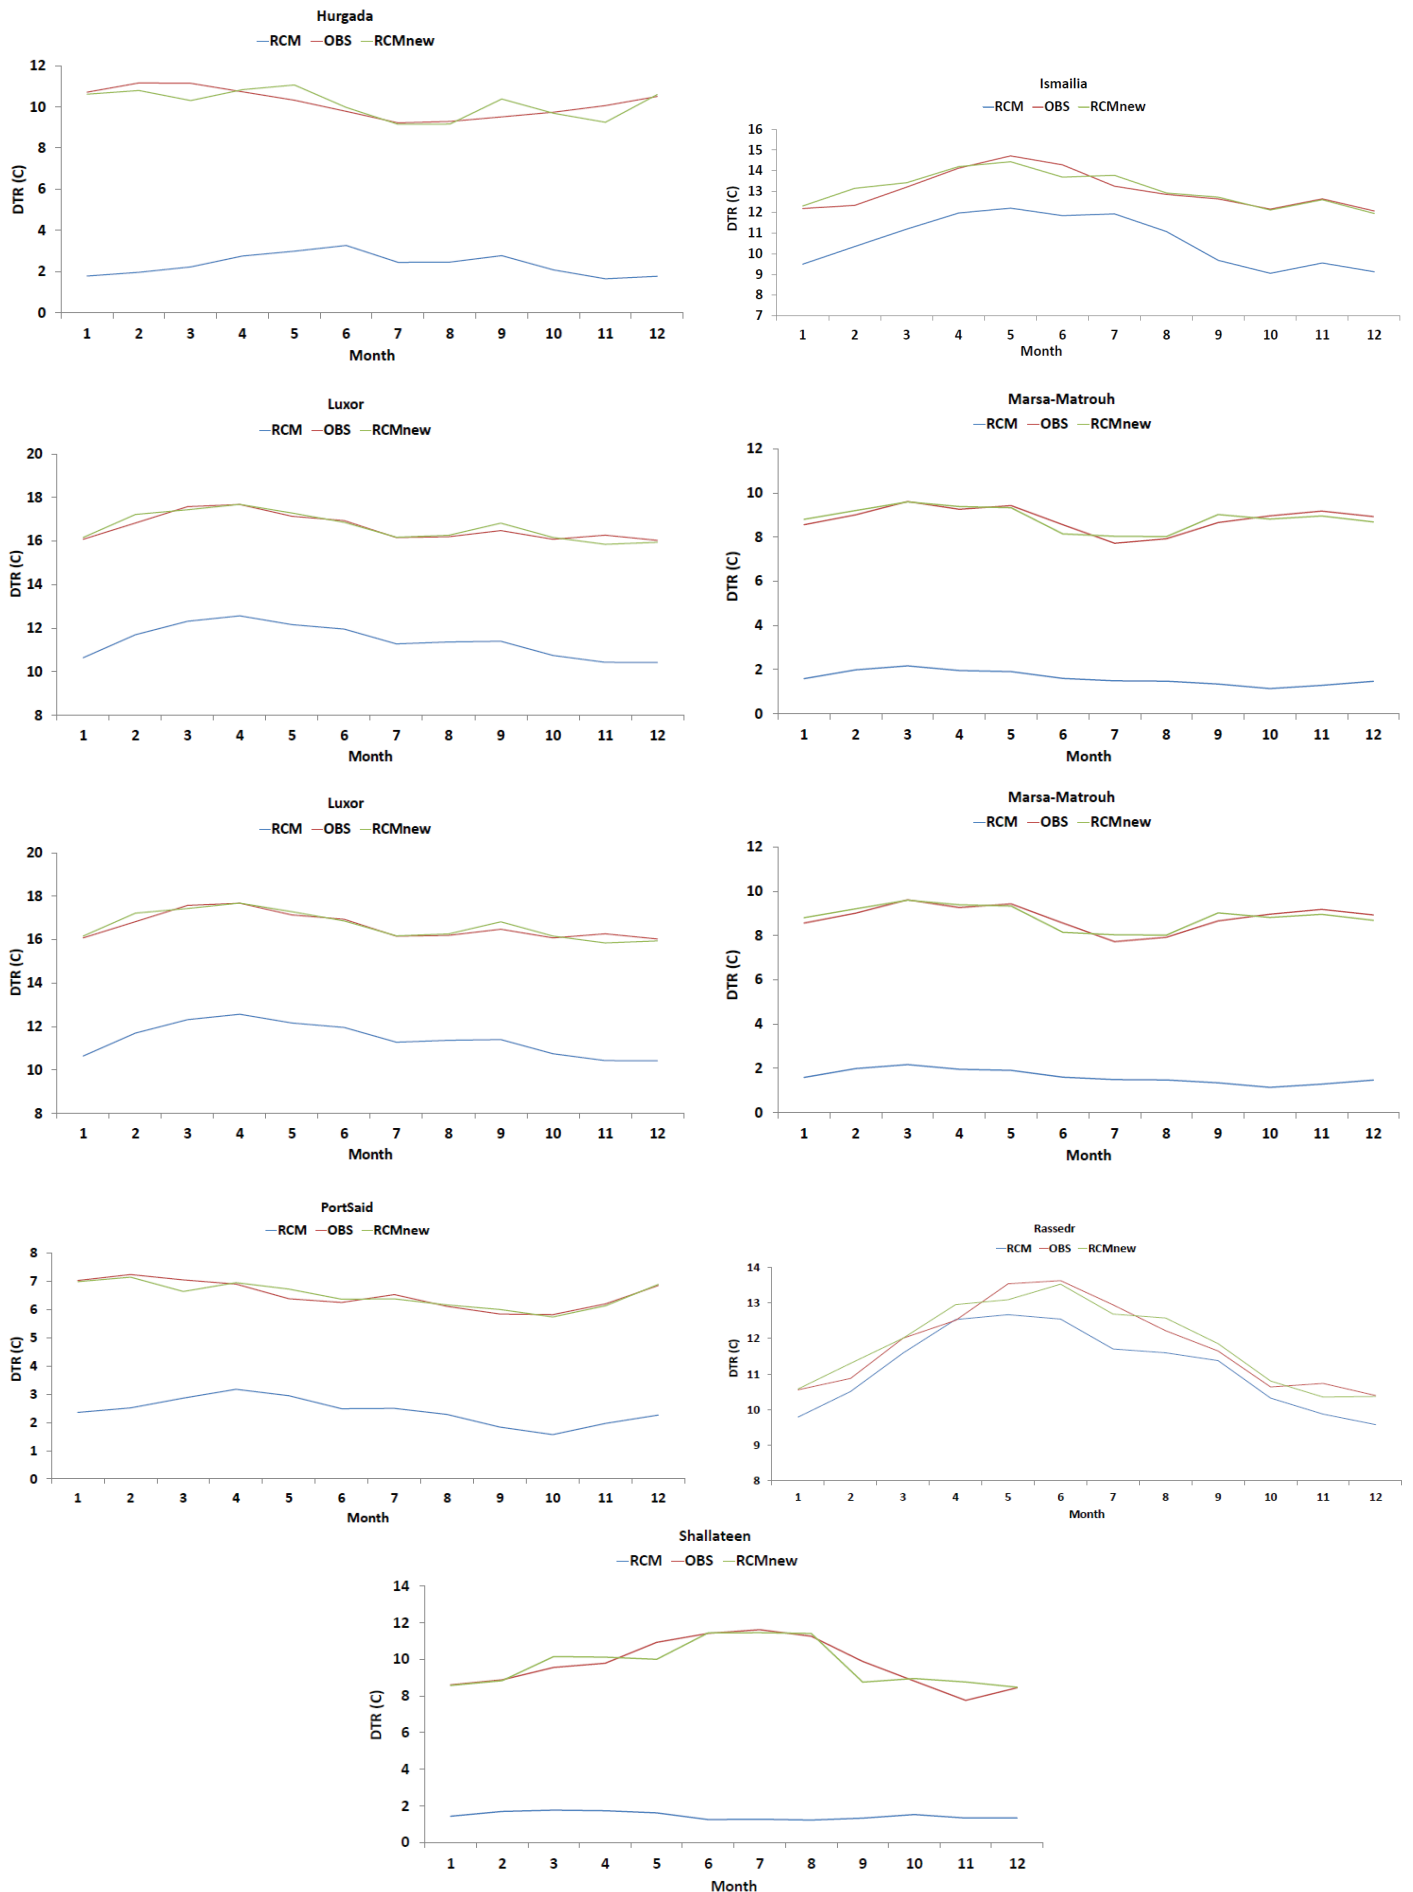 Hurgada
RCM OBS RCMnew
12
10
8
6
4
2
0
DTR (C)
1 2 3 4 5 6 7 8 9 10 11 12
Month
Ismailia
RCM OBS RCMnew
16
15
14
13
12
11
10
9
8
7
DTR (C)
1 2 3 4 5 6 7 8 9 10 11 12
Month
Luxor
RCM OBS RCMnew
20
18
16
14
12
10
8
DTR (C)
1 2 3 4 5 6 7 8 9 10 11 12
Month
Marsa-Matrouh
RCM OBS RCMnew
12
10
8
6
4
2
0
DTR (C)
1 2 3 4 5 6 7 8 9 10 11 12
Month
Luxor
RCM OBS RCMnew
20
18
16
14
12
10
8
DTR (C)
1 2 3 4 5 6 7 8 9 10 11 12
Month
Marsa-Matrouh
RCM OBS RCMnew
12
10
8
6
4
2
0
DTR (C)
1 2 3 4 5 6 7 8 9 10 11 12
Month
PortSaid
RCM OBS RCMnew
8
7
6
5
4
3
2
1
0
DTR (C)
1 2 3 4 5 6 7 8 9 10 11 12
Month
Rassedr
RCM OBS RCMnew
14
13
12
11
10
9
8
DTR (C)
1 2 3 4 5 6 7 8 9 10 11 12
Month
Shallateen
RCM OBS RCMnew
14
12
10
8
6
4
2
0
DTR (C)
1 2 3 4 5 6 7 8 9 10 11 12
Month